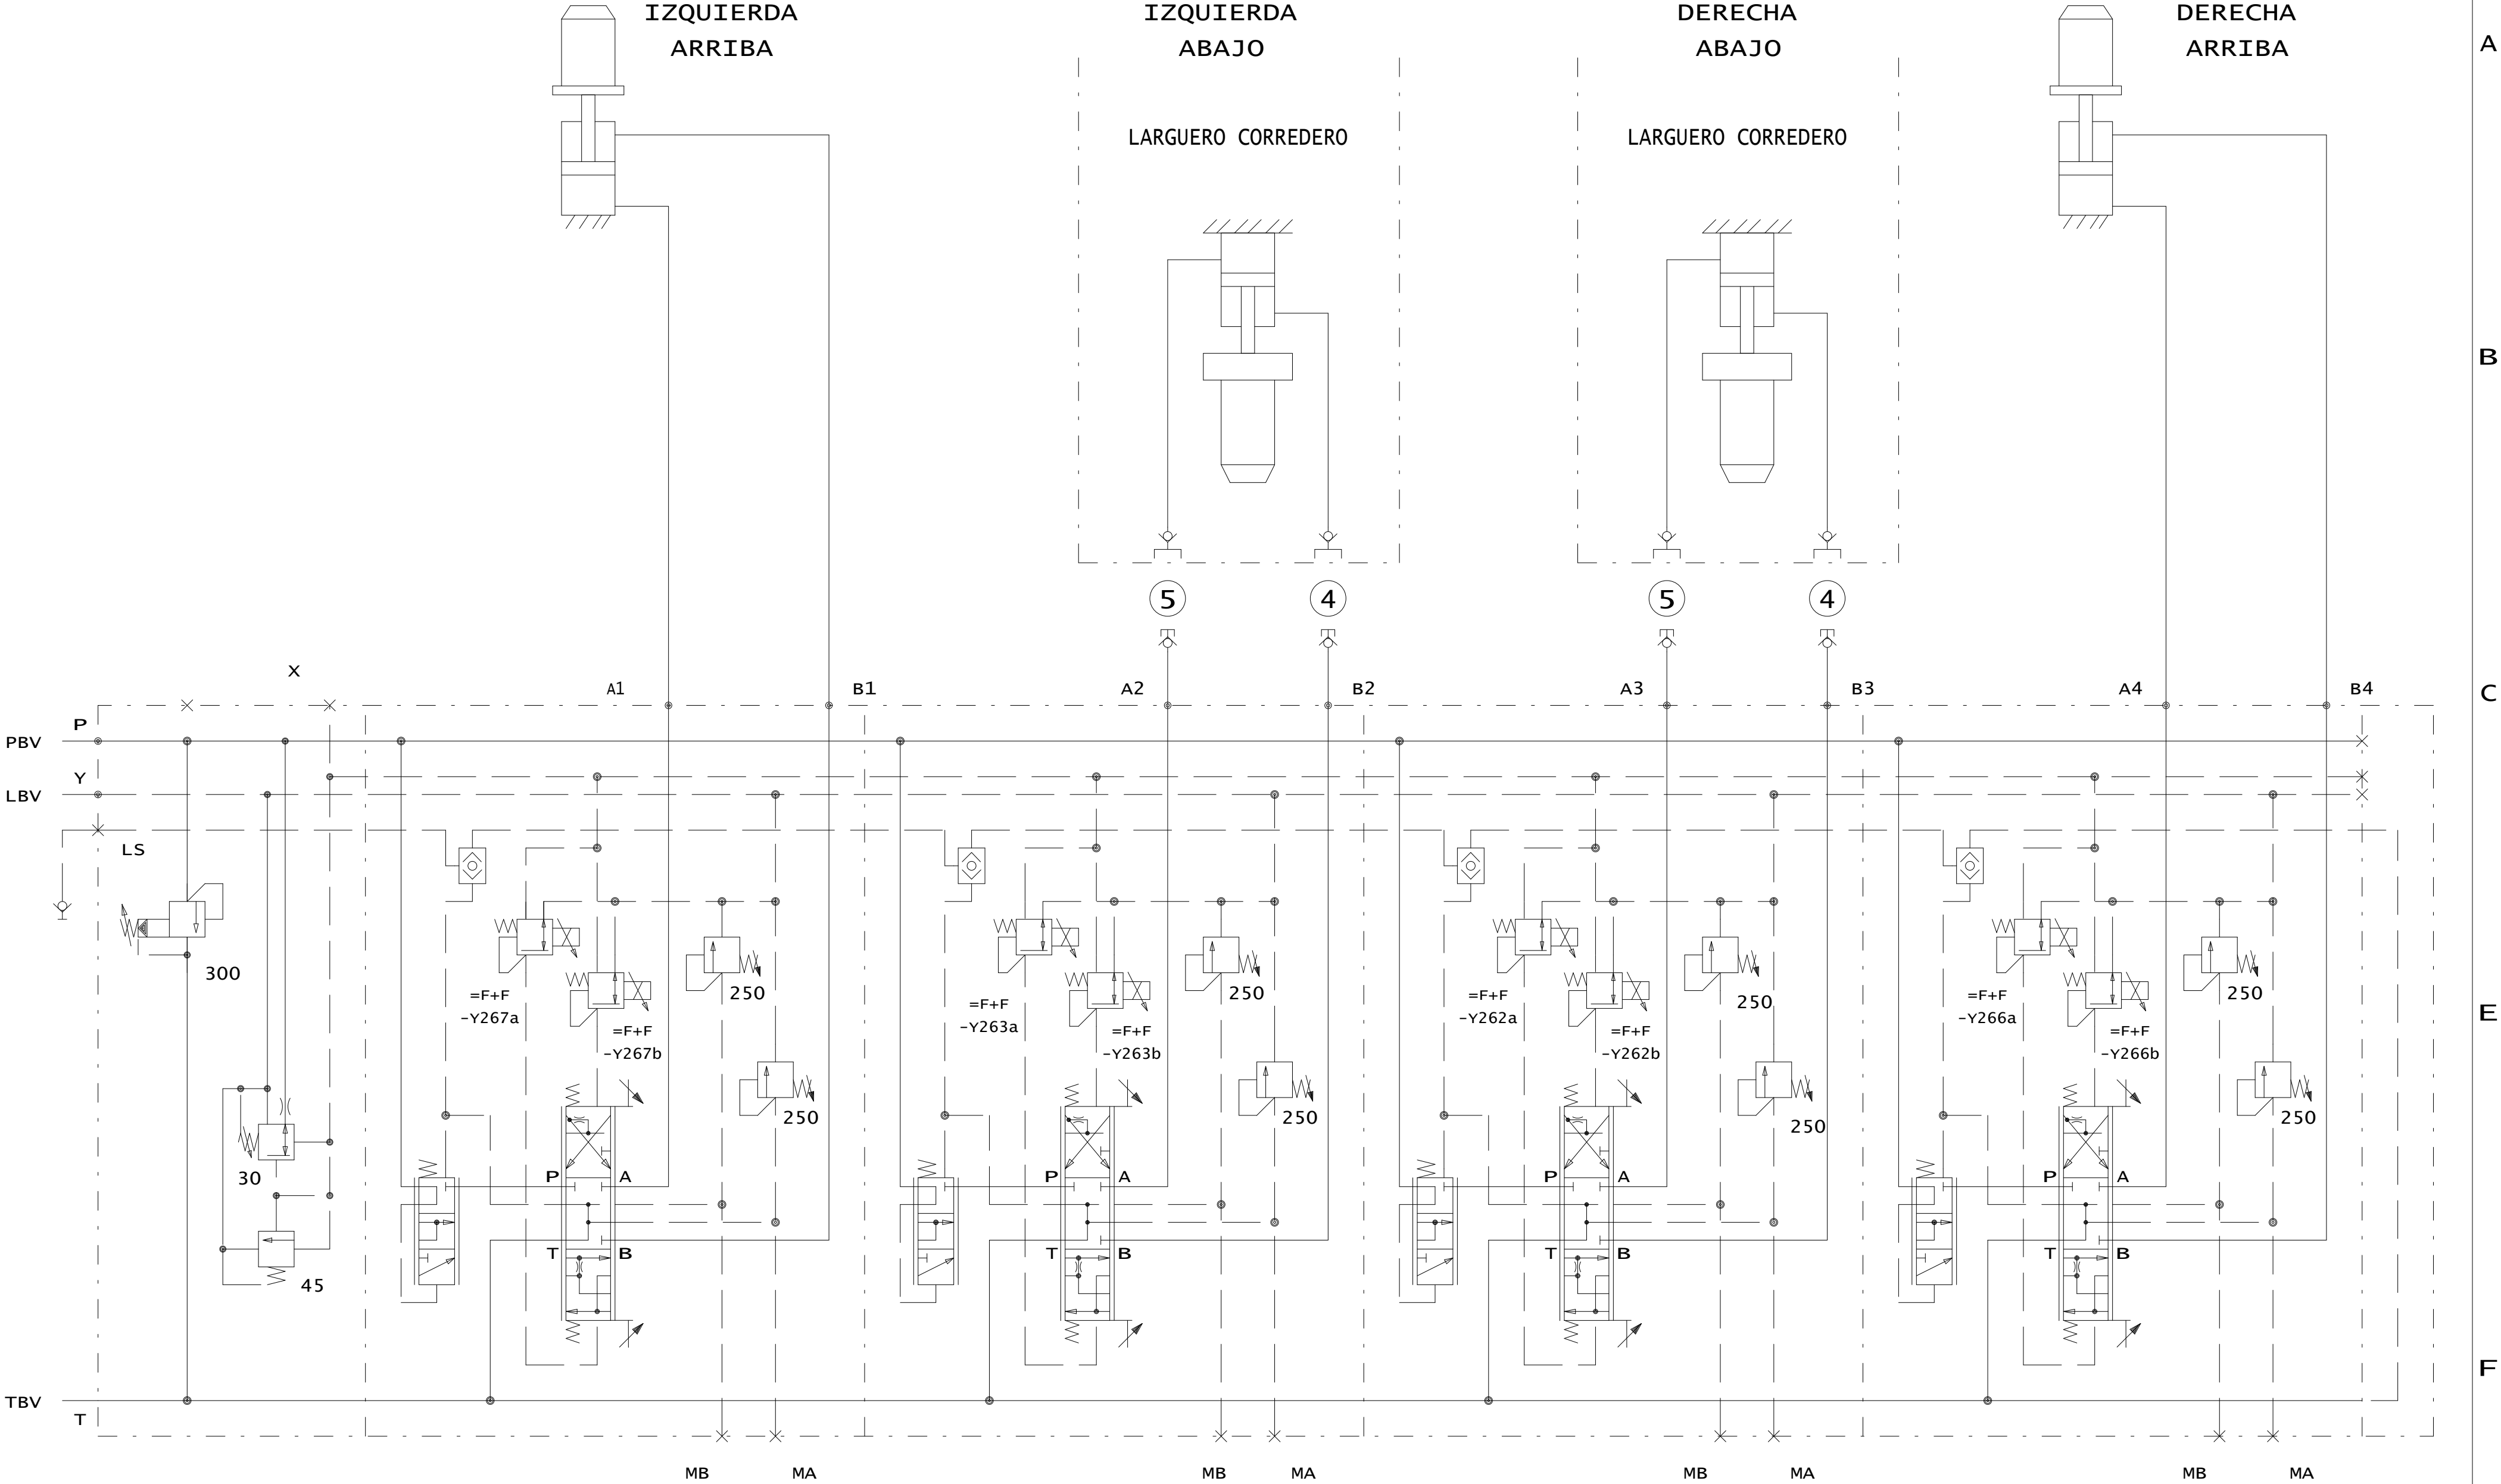 IZQUIERDA
ARRIBA
IZQUIERDA
ABAJO
DERECHA
ABAJO
DERECHA
ARRIBA
A
LARGUERO CORREDERO
LARGUERO CORREDERO
B
5
4
5
4
X
A1
B1
A2
B2
A3
B3
A4
B4
C
P
PBV
Y
LBV
LS
300
=F+F
-Y267a
=F+F
-Y267b
250
250
=F+F
-Y263a
=F+F
-Y263b
250
250
=F+F
-Y262a
=F+F
-Y262b
250
250
=F+F
-Y266a
=F+F
-Y266b
250
250
E
30
45
P
A
T
B
P
A
T
B
P
A
T
B
P
A
T
B
F
TBV
T
MB
MA
MB
MA
MB
MA
MB
MA